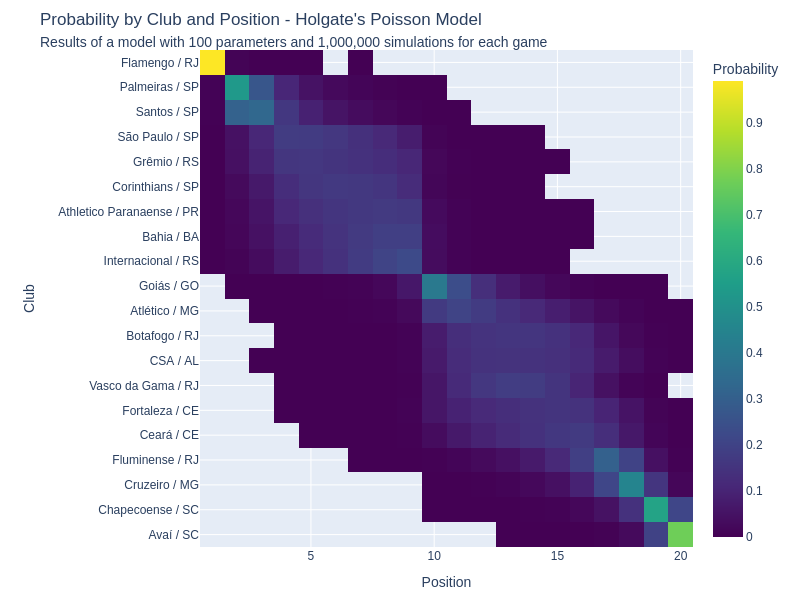 Probability by Club and Position - Holgate's Poisson Model
Results of a model with 100 parameters and 1,000,000 simulations for each game
Probability
Flamengo / RJ
Palmeiras / SP
Santos / SP
São Paulo / SP
Grêmio / RS
Corinthians / SP
Athletico Paranaense / PR
Bahia / BA
Internacional / RS
Goiás / GO
Atlético / MG
Botafogo / RJ
CSA / AL
Vasco da Gama / RJ
Fortaleza / CE
Ceará / CE
Fluminense / RJ
Cruzeiro / MG
Chapecoense / SC
Avaí / SC
Club
5
10
15
20
Position
0.9
0.8
0.7
0.6
0.5
0.4
0.3
0.2
0.1
0